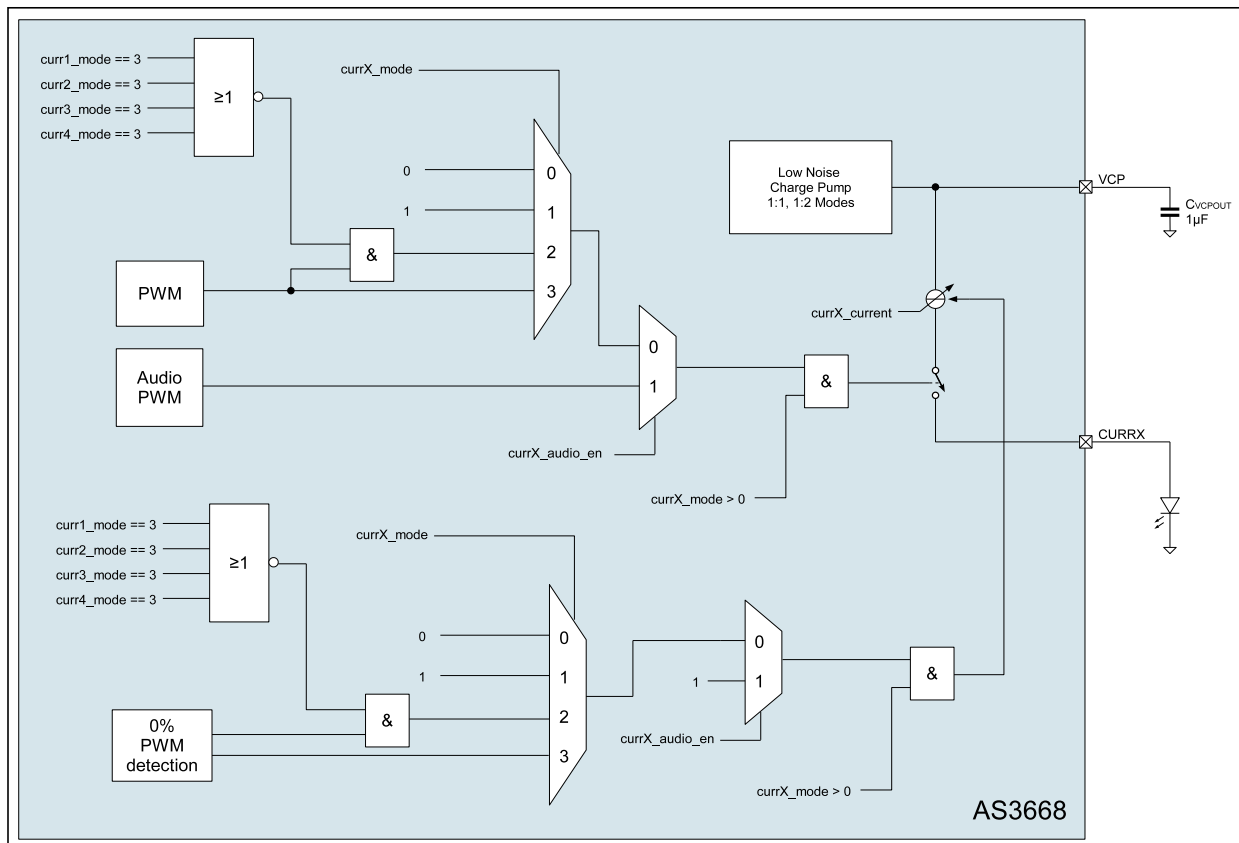 curr1_mode == 3
curr2_mode == 3
curr3_mode == 3
curr4_mode == 3
≥1
currX_mode
0
1
0
1
2
3
&
PWM
Audio
PWM
0
1
currX_audio_en
&
currX_mode > 0
Low Noise
Charge Pump
1:1, 1:2 Modes
VCP
CVCPOUT
1µF
currX_current
CURRX
curr1_mode == 3
curr2_mode == 3
curr3_mode == 3
curr4_mode == 3
≥1
currX_mode
0
1
0
1
2
3
&
0%
PWM
detection
0
1
1
currX_audio_en
&
currX_mode > 0
AS3668